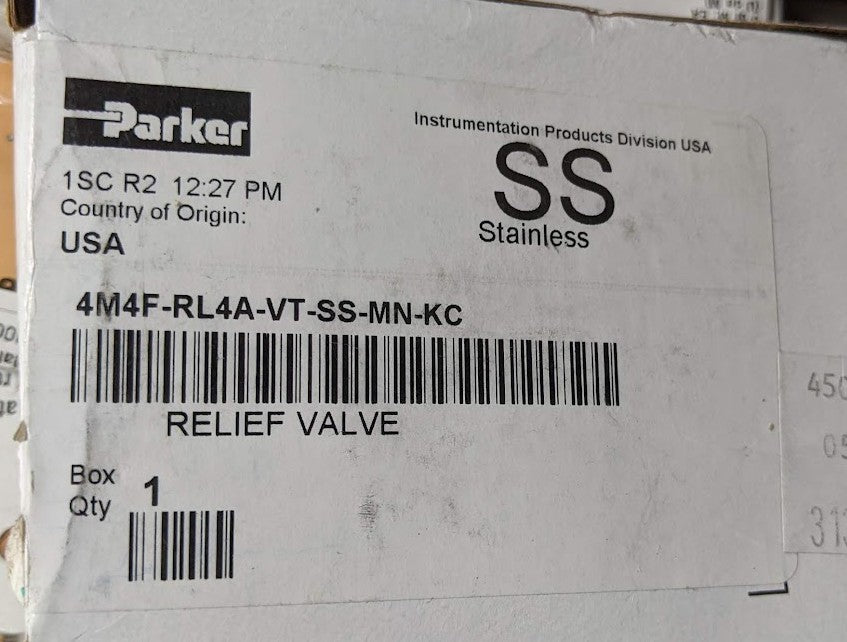 Parker
Instrumentation Products Division USA
SS
Stainless
1SC R2 12:27 PM
Country of Origin:
USA
4M4F-RL4A-VT-SS-MN-KC
RELIEF VALVE
Box
Qty
1